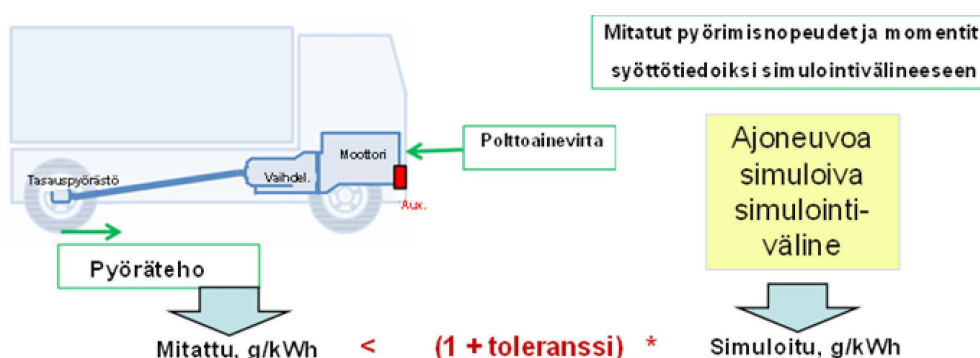 Mitatut pyörimisnopeudet ja momentit
syöttötiedoiksi simulointivälineeseen
Polttoainevirta
Moottori
Vaihdel.
Tasauspyörästö
Aux.
Ajoneuvoa
simuloiva
simulointi-
väline
Pyöräteho
Mitattu, g/kWh < (1 + toleranssi) * Simuloitu, g/kWh